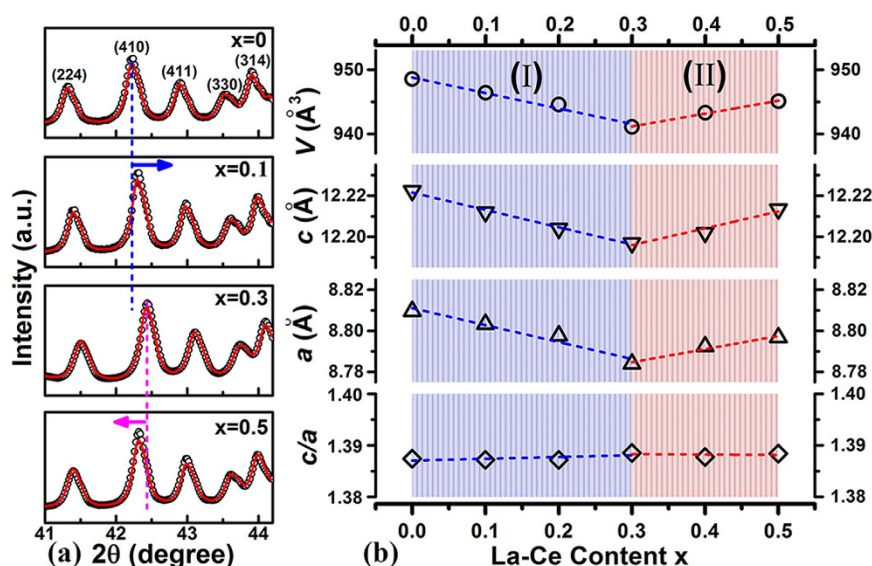 x=0
(224)
(410)
(411)
(330)
(314)
x=0.1
x=0.3
x=0.5
Intensity (a.u.)
41 42 43 44
(a) 2θ (degree)
0.0 0.1 0.2 0.3 0.4 0.5
(I) (II)
V (Å³)
950 950
940 940
c (Å)
12.22 12.22
12.20 12.20
a (Å)
8.82 8.82
8.80 8.80
8.78 8.78
c/a
1.40 1.40
1.39 1.39
1.38 1.38
0.0 0.1 0.2 0.3 0.4 0.5
(b) La-Ce Content x